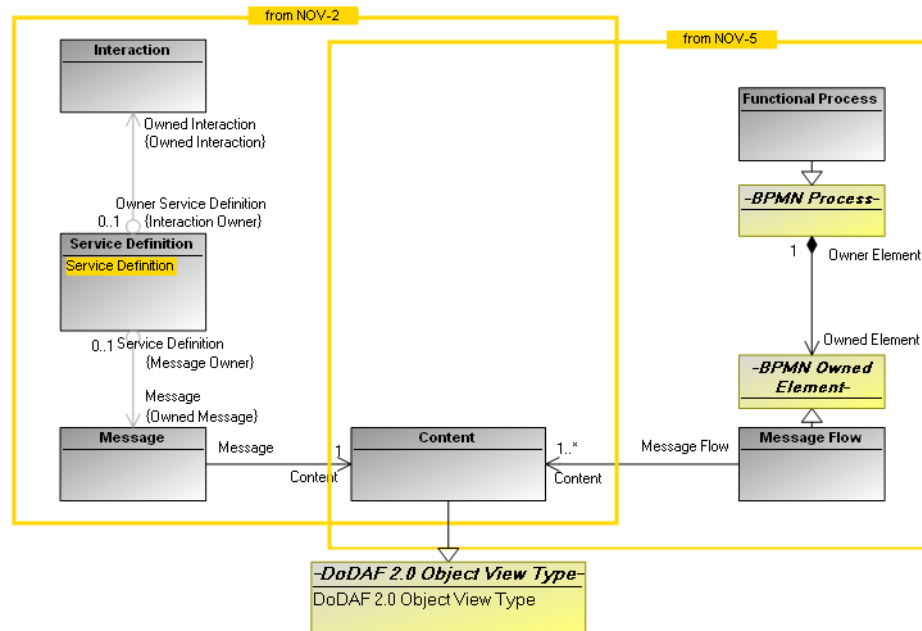 from NOV-2
from NOV-5
Interaction
Owned Interaction
{Owned Interaction}
Owner Service Definition
0..1 {Interaction Owner}
Service Definition
Service Definition
0..1 Service Definition
{Message Owner}
Message
{Owned Message}
Message
Message
1
Content
Content
1..*
Content
Message Flow
Functional Process
-BPMN Process-
1
Owner Element
Owned Element
-BPMN Owned
Element-
Message Flow
-DoDAF 2.0 Object View Type-
DoDAF 2.0 Object View Type